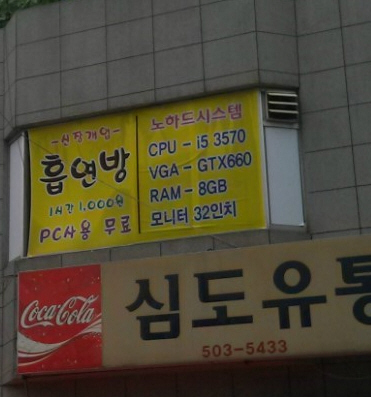 -신장개업-
흡연방
1시간 1,000원
PC사용 무료
노하드시스템
CPU - i5 3570
VGA - GTX660
RAM - 8GB
모니터 32인치
Coca-Cola
심도유통
503-5433